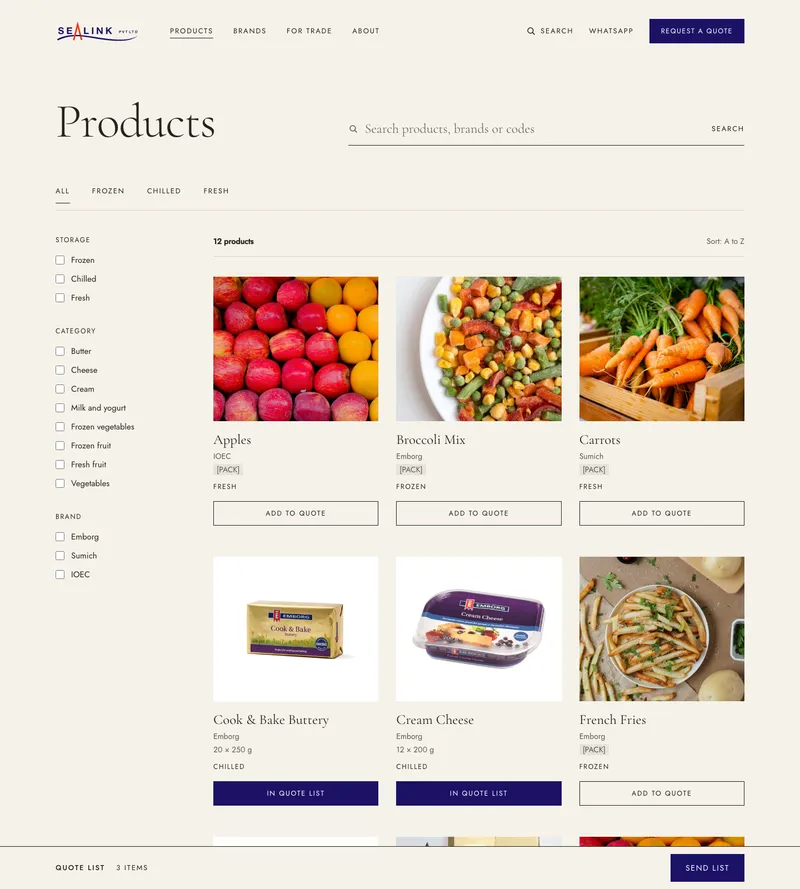 SEALINK PVT LTD
PRODUCTS BRANDS FOR TRADE ABOUT
SEARCH WHATSAPP REQUEST A QUOTE
Products
Search products, brands or codes SEARCH
ALL FROZEN CHILLED FRESH
STORAGE
Frozen
Chilled
Fresh
CATEGORY
Butter
Cheese
Cream
Milk and yogurt
Frozen vegetables
Frozen fruit
Fresh fruit
Vegetables
BRAND
Emborg
Sumich
IOEC
12 products Sort: A to Z
Apples
IOEC
[PACK]
FRESH
ADD TO QUOTE
Broccoli Mix
Emborg
[PACK]
FROZEN
ADD TO QUOTE
Carrots
Sumich
[PACK]
FRESH
ADD TO QUOTE
EMBORG
Cook & Bake
Cook & Bake Buttery
Emborg
20 × 250 g
CHILLED
IN QUOTE LIST
EMBORG
Cream Cheese
Cream Cheese
Emborg
12 × 200 g
CHILLED
IN QUOTE LIST
French Fries
Emborg
[PACK]
FROZEN
ADD TO QUOTE
QUOTE LIST 3 ITEMS SEND LIST